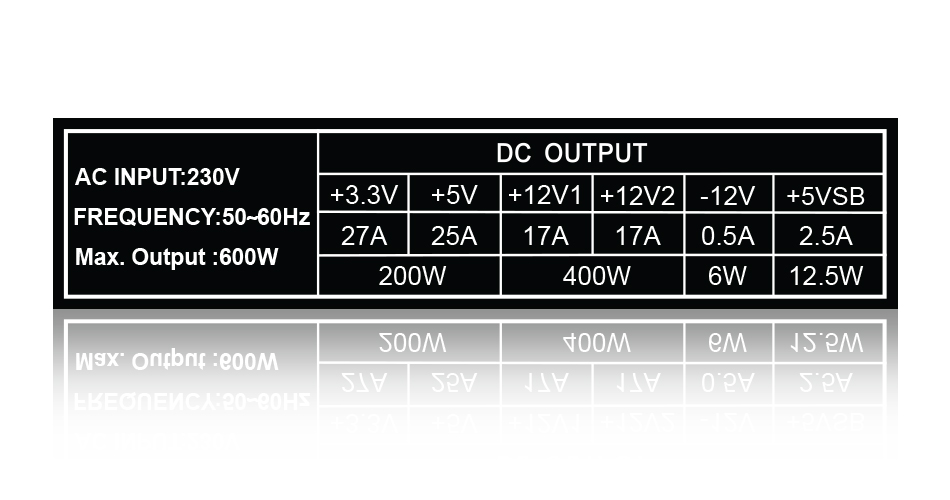 AC INPUT:230V
FREQUENCY:50~60Hz
Max. Output :600W
DC OUTPUT
+3.3V +5V +12V1 +12V2 -12V +5VSB
27A 25A 17A 17A 0.5A 2.5A
200W 400W 6W 12.5W